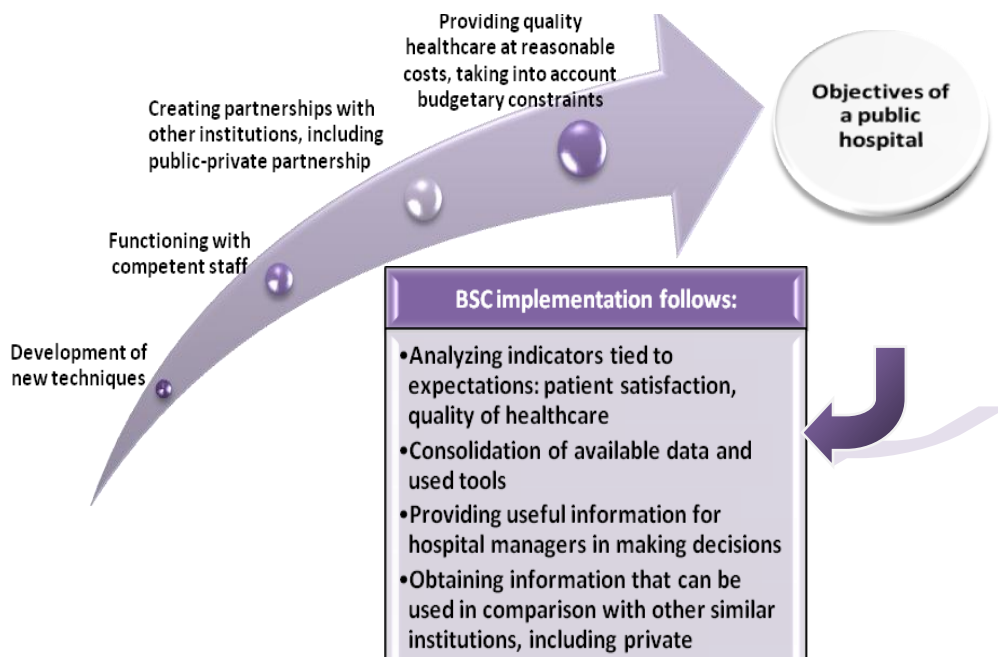 Providing quality
healthcare at reasonable
costs, taking into account
budgetary constraints
Creating partnerships with
other institutions, including
public-private partnership
Functioning with
competent staff
Development of
new techniques
Objectives of
a public
hospital
BSC implementation follows:
•Analyzing indicators tied to
expectations: patient satisfaction,
quality of healthcare
•Consolidation of available data and
used tools
•Providing useful information for
hospital managers in making decisions
•Obtaining information that can be
used in comparison with other similar
institutions, including private